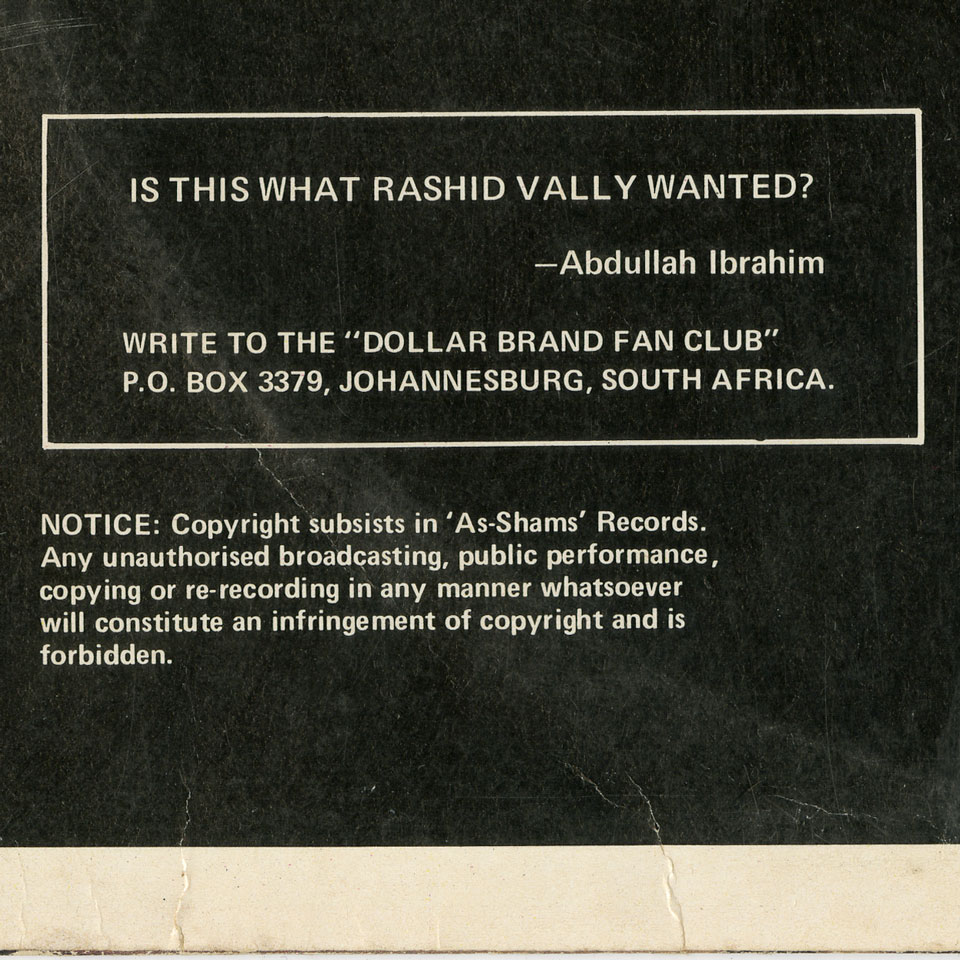 IS THIS WHAT RASHID VALLY WANTED?
—Abdullah Ibrahim
WRITE TO THE “DOLLAR BRAND FAN CLUB”
P.O. BOX 3379, JOHANNESBURG, SOUTH AFRICA.
NOTICE: Copyright subsists in ‘As-Shams’ Records.
Any unauthorised broadcasting, public performance,
copying or re-recording in any manner whatsoever
will constitute an infringement of copyright and is
forbidden.